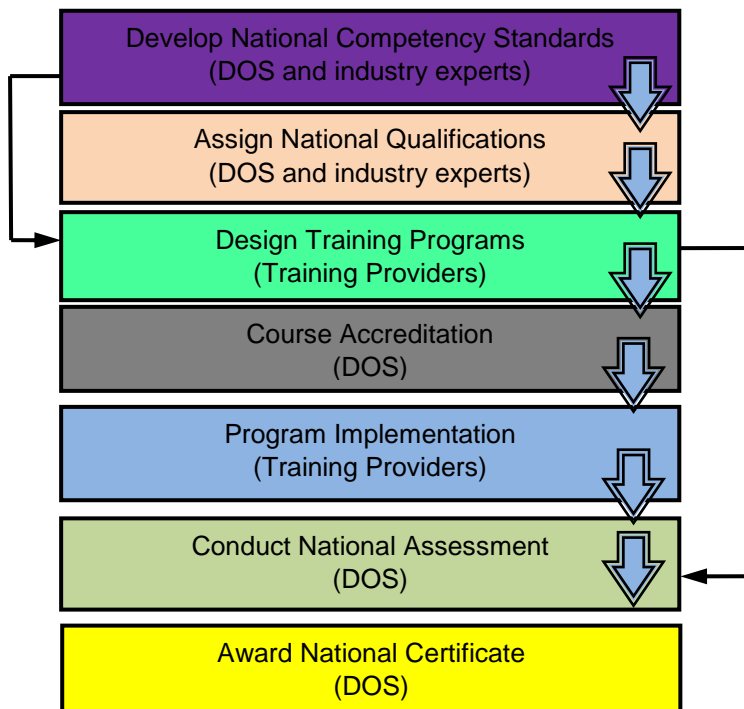 Develop National Competency Standards
(DOS and industry experts)
Assign National Qualifications
(DOS and industry experts)
Design Training Programs
(Training Providers)
Course Accreditation
(DOS)
Program Implementation
(Training Providers)
Conduct National Assessment
(DOS)
Award National Certificate
(DOS)